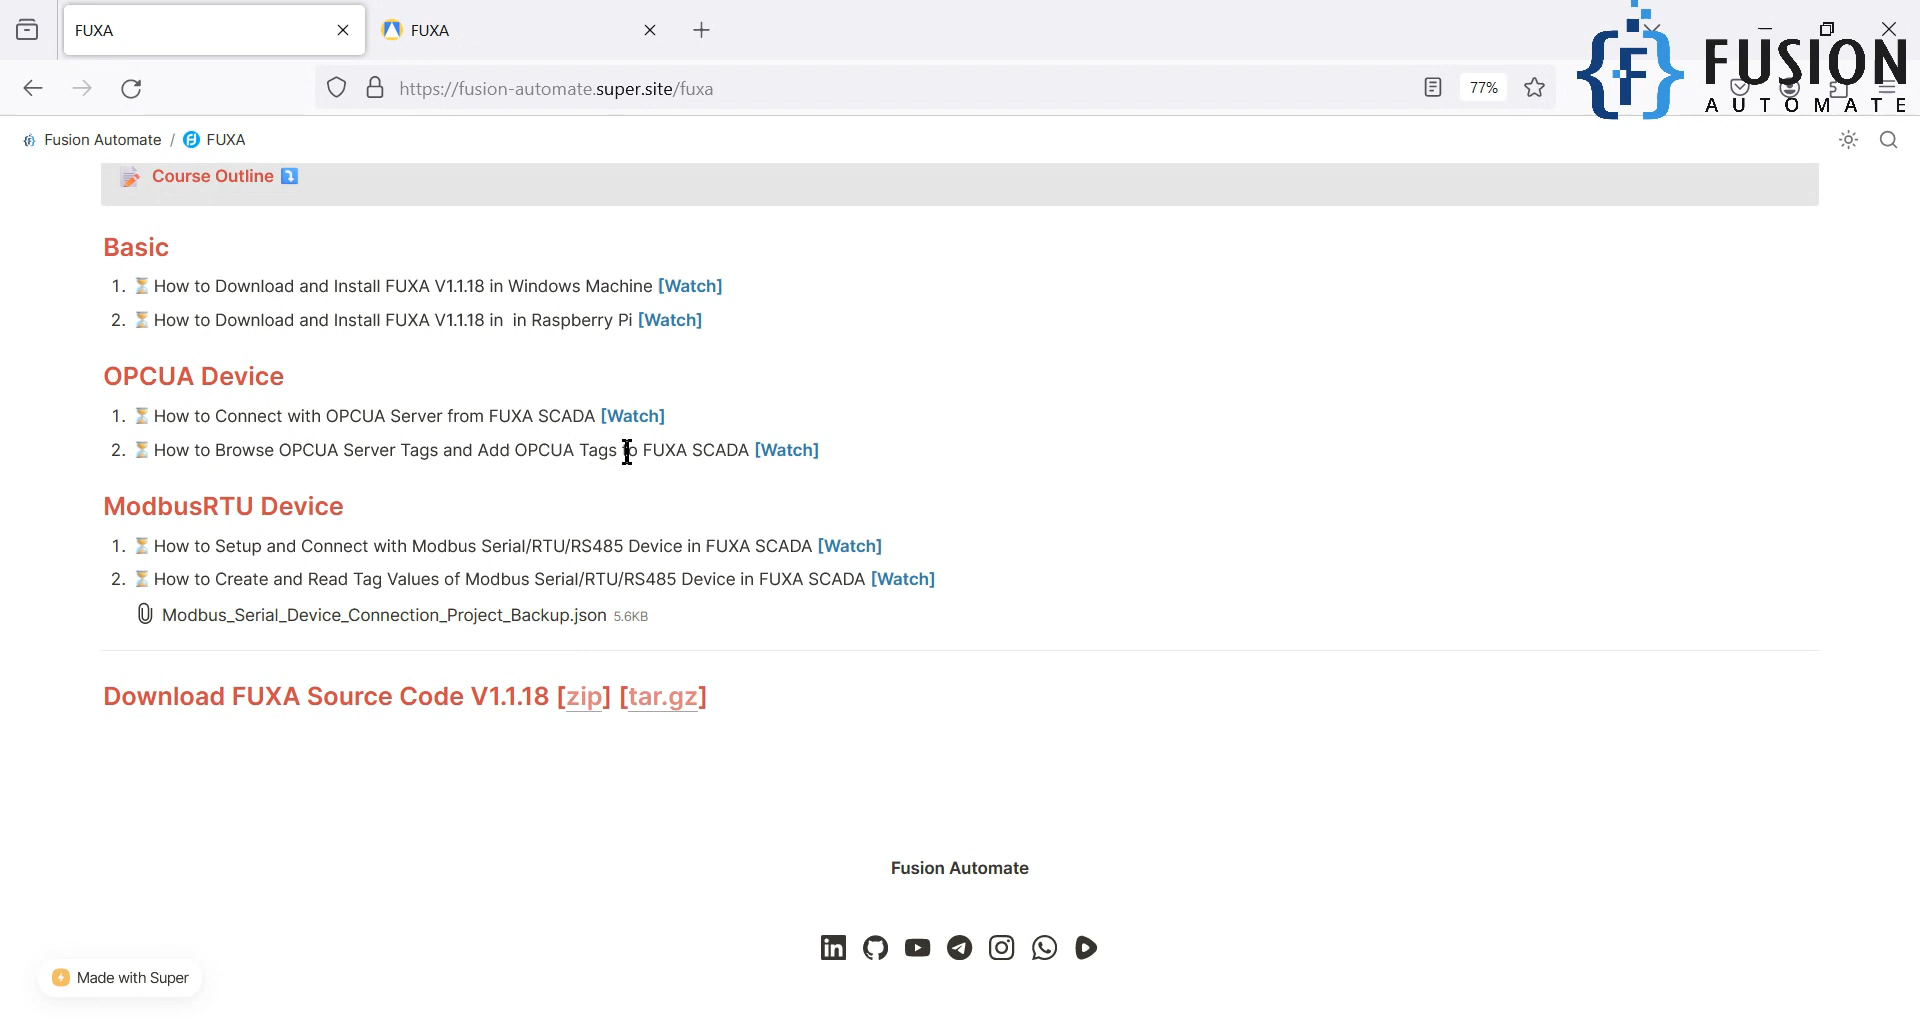 FUXA
FUXA
https://fusion-automate.super.site/fuxa
77%
FUSION
AUTOMATE
Fusion Automate / FUXA
Course Outline
Basic
1. How to Download and Install FUXA V1.1.18 in Windows Machine [Watch]
2. How to Download and Install FUXA V1.1.18 in in Raspberry Pi [Watch]
OPCUA Device
1. How to Connect with OPCUA Server from FUXA SCADA [Watch]
2. How to Browse OPCUA Server Tags and Add OPCUA Tags to FUXA SCADA [Watch]
ModbusRTU Device
1. How to Setup and Connect with Modbus Serial/RTU/RS485 Device in FUXA SCADA [Watch]
2. How to Create and Read Tag Values of Modbus Serial/RTU/RS485 Device in FUXA SCADA [Watch]
Modbus_Serial_Device_Connection_Project_Backup.json 5.6KB
Download FUXA Source Code V1.1.18 [zip] [tar.gz]
Fusion Automate
Made with Super